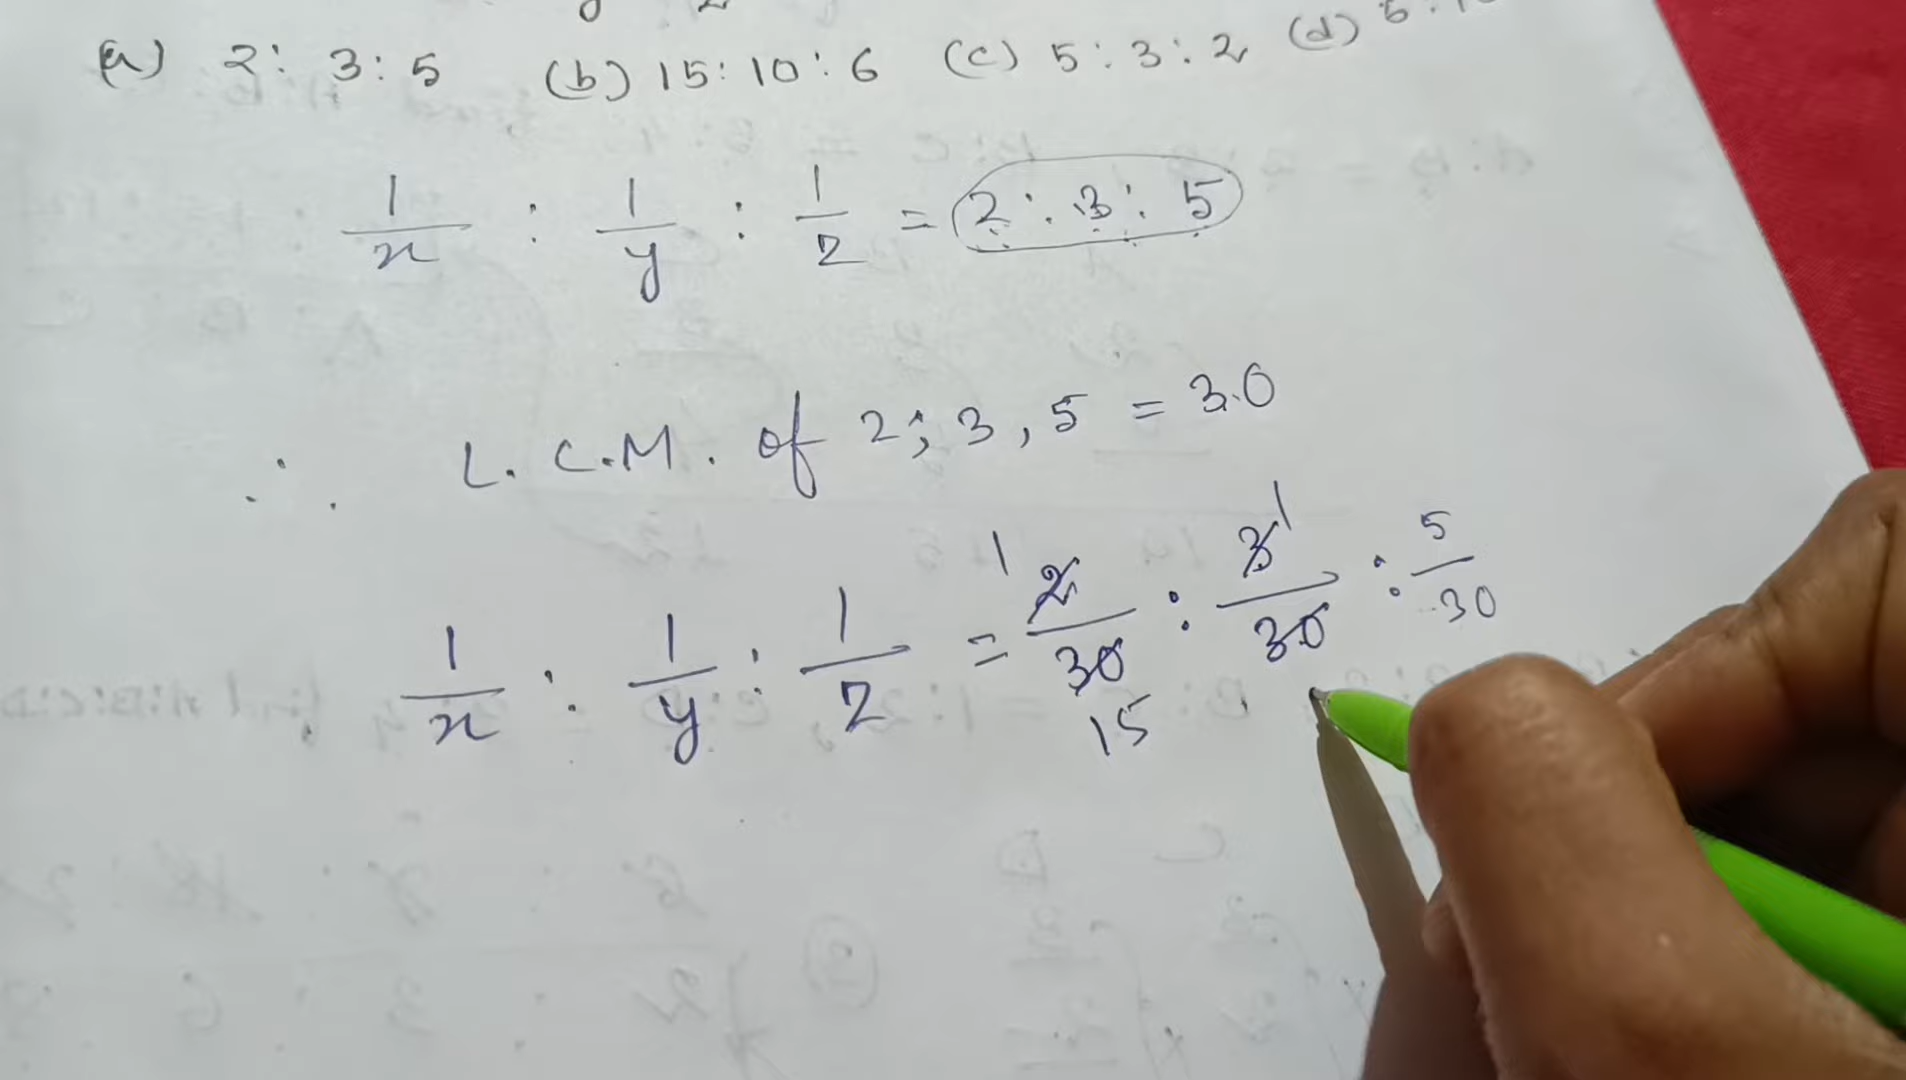 (a) 2 : 3 : 5 (b) 15 : 10 : 6 (c) 5 : 3 : 2 (d)
1/x : 1/y : 1/z = 2 : 3 : 5
∴ L.C.M. of 2, 3, 5 = 30
1/x : 1/y : 1/z = 1 2/30 15 : 3 1/30 : 5/30